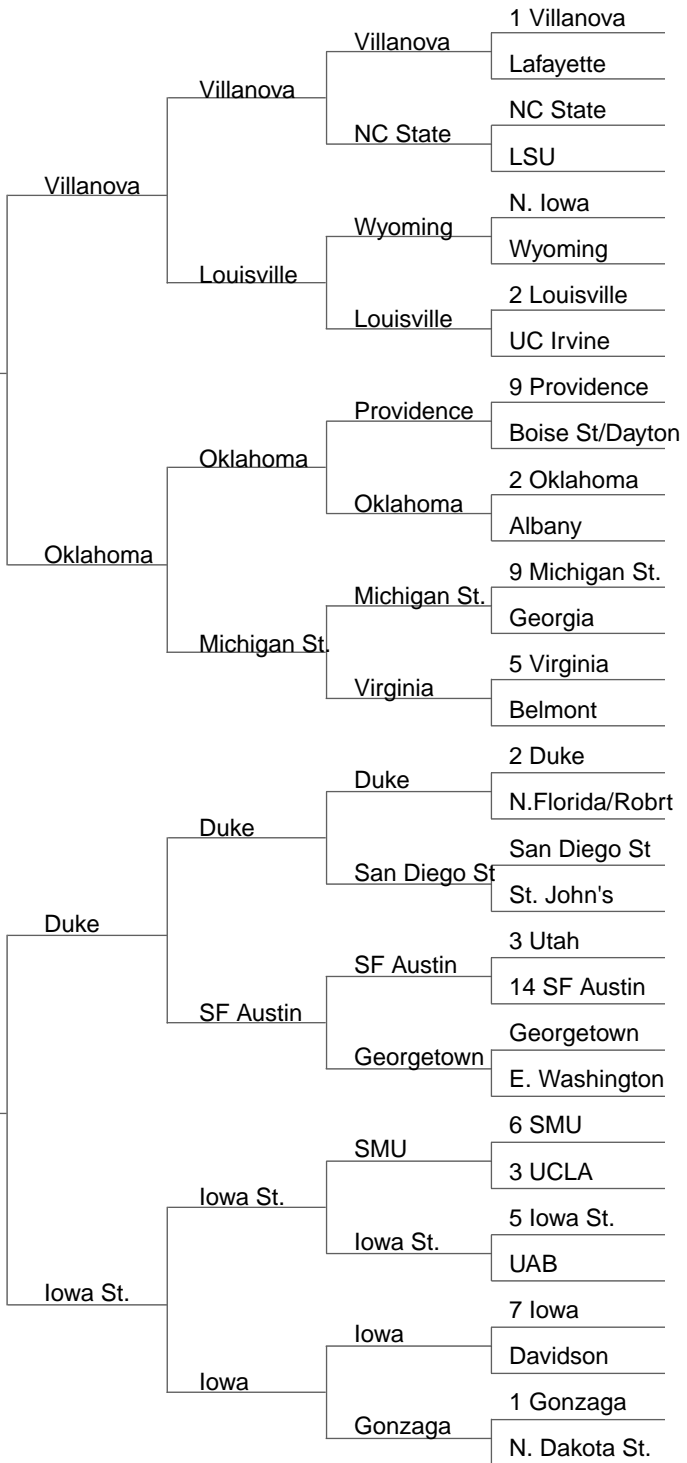 1 Villanova
Villanova
Lafayette
Villanova
NC State
NC State
LSU
Villanova
N. Iowa
Wyoming
Wyoming
Louisville
2 Louisville
Louisville
UC Irvine
9 Providence
Providence
Boise St/Dayton
Oklahoma
2 Oklahoma
Oklahoma
Albany
Oklahoma
9 Michigan St.
Michigan St.
Georgia
Michigan St.
5 Virginia
Virginia
Belmont
2 Duke
Duke
N.Florida/Robrt
Duke
San Diego St
San Diego St
St. John's
Duke
3 Utah
SF Austin
14 SF Austin
SF Austin
Georgetown
Georgetown
E. Washington
6 SMU
SMU
3 UCLA
Iowa St.
5 Iowa St.
Iowa St.
UAB
Iowa St.
7 Iowa
Iowa
Davidson
Iowa
1 Gonzaga
Gonzaga
N. Dakota St.